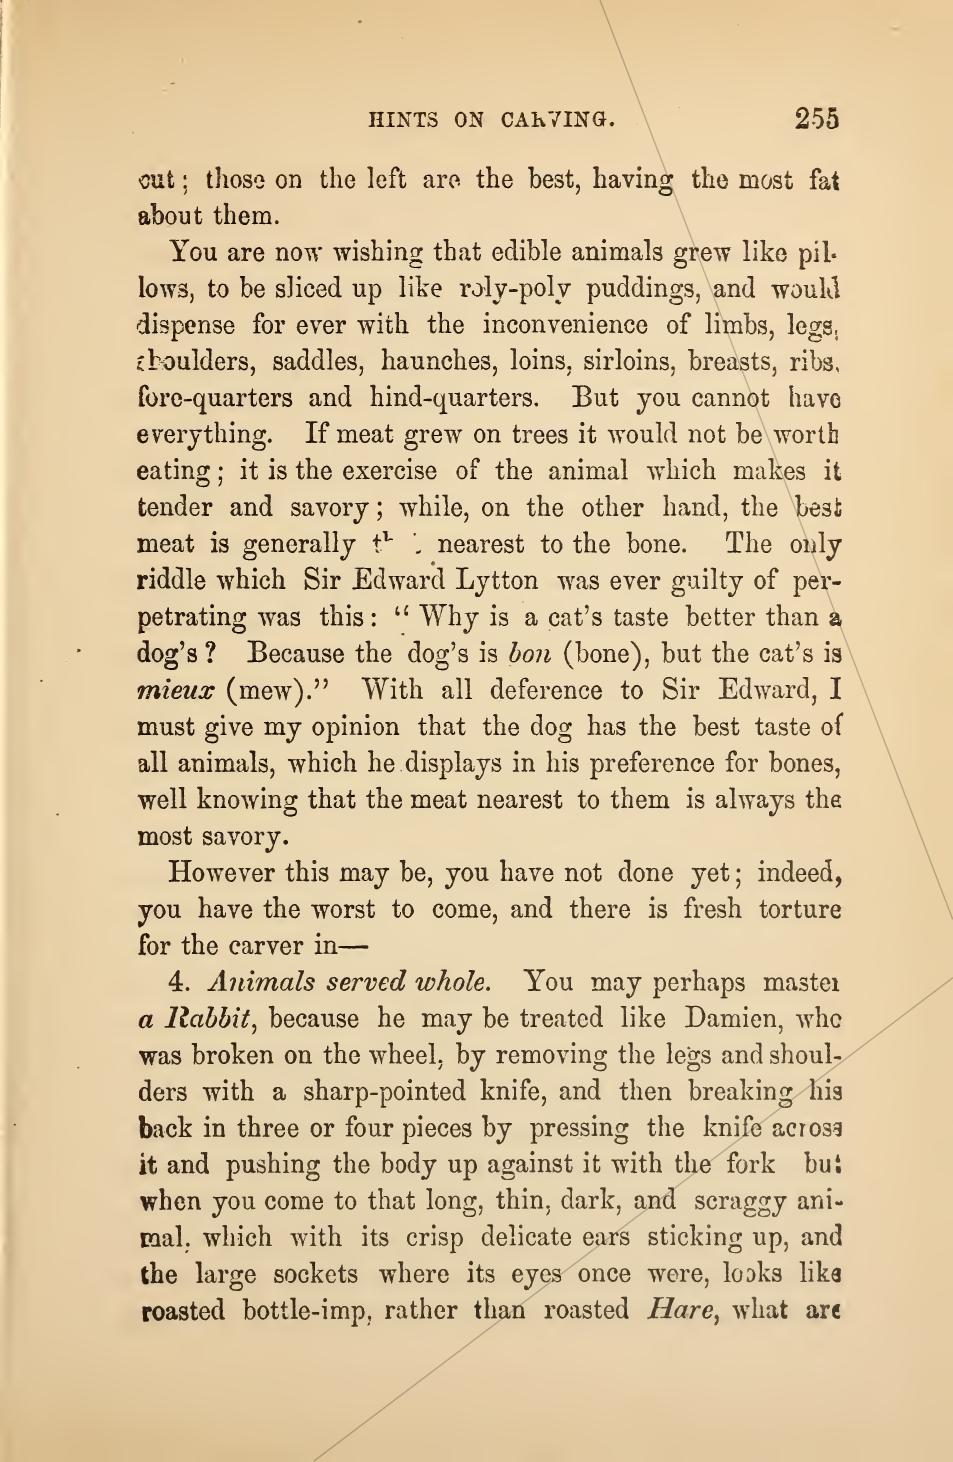 HINTS ON CARVING. 255
cut; those on the left are the best, having the most fat
about them.
You are now wishing that edible animals grew like pil-
lows, to be sliced up like roly-poly puddings, and would
dispense for ever with the inconvenience of limbs, legs,
shoulders, saddles, haunches, loins, sirloins, breasts, ribs,
fore-quarters and hind-quarters. But you cannot have
everything. If meat grew on trees it would not be worth
eating; it is the exercise of the animal which makes it
tender and savory; while, on the other hand, the best
meat is generally nearest to the bone. The only
riddle which Sir Edward Lytton was ever guilty of per-
petrating was this: “Why is a cat’s taste better than a
dog’s? Because the dog’s is bon (bone), but the cat’s is
mieux (mew).” With all deference to Sir Edward, I
must give my opinion that the dog has the best taste of
all animals, which he displays in his preference for bones,
well knowing that the meat nearest to them is always the
most savory.
However this may be, you have not done yet; indeed,
you have the worst to come, and there is fresh torture
for the carver in—
4. Animals served whole. You may perhaps master
a Rabbit, because he may be treated like Damien, who
was broken on the wheel, by removing the legs and shoul-
ders with a sharp-pointed knife, and then breaking his
back in three or four pieces by pressing the knife across
it and pushing the body up against it with the fork but
when you come to that long, thin, dark, and scraggy ani-
mal, which with its crisp delicate ears sticking up, and
the large sockets where its eyes once were, looks like
roasted bottle-imp, rather than roasted Hare, what are